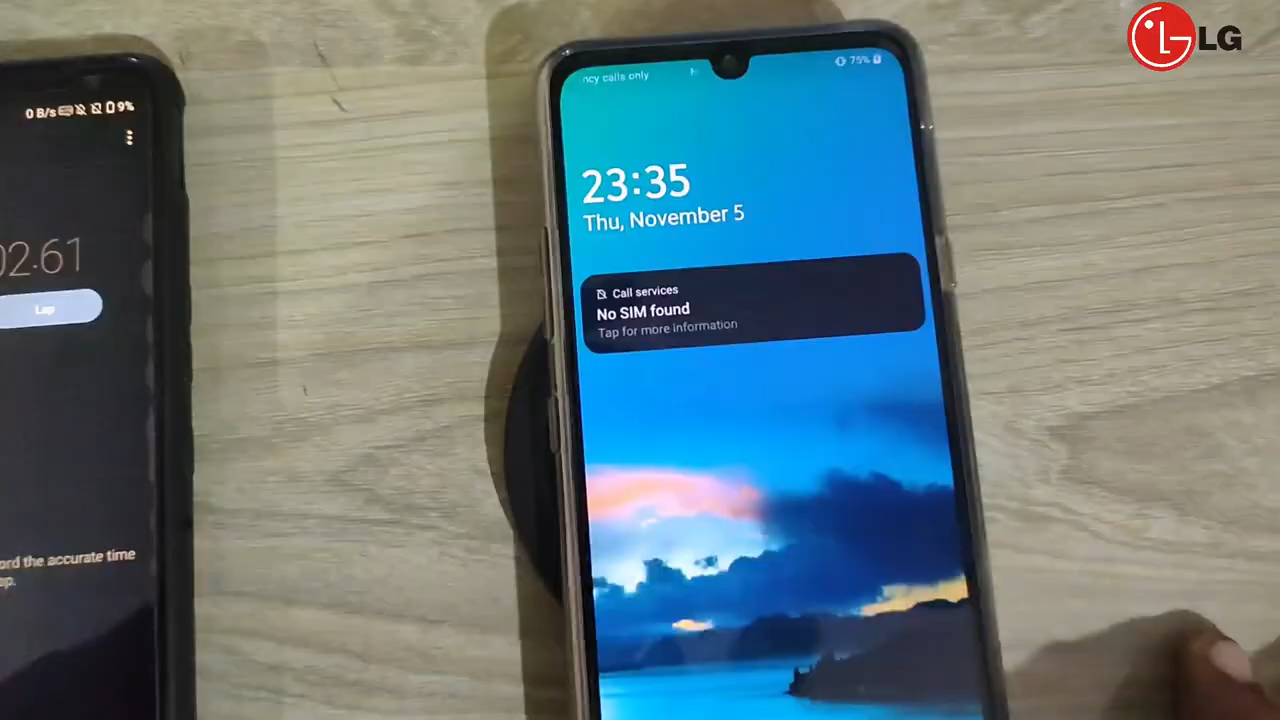 0 B/s 9%
02.61
Lap
ord the accurate time
ap.
ncy calls only
75%
23:35
Thu, November 5
Call services
No SIM found
Tap for more information
LG